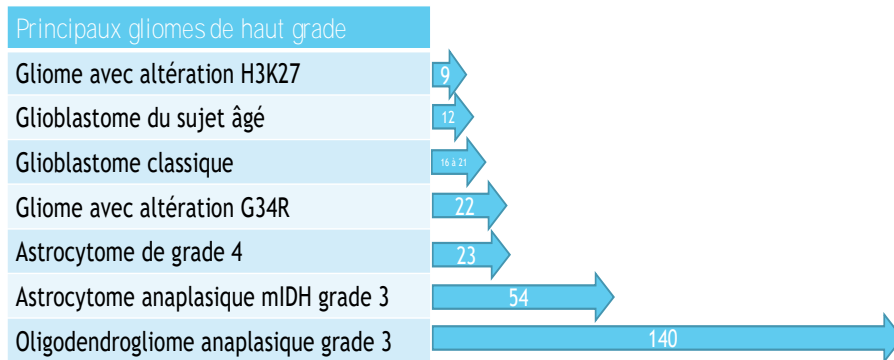 Principaux gliomes de haut grade
Gliome avec altération H3K27
9
Glioblastome du sujet âgé
12
Glioblastome classique
16 à 21
Gliome avec altération G34R
22
Astrocytome de grade 4
23
Astrocytome anaplasique mIDH grade 3
54
Oligodendrogliome anaplasique grade 3
140